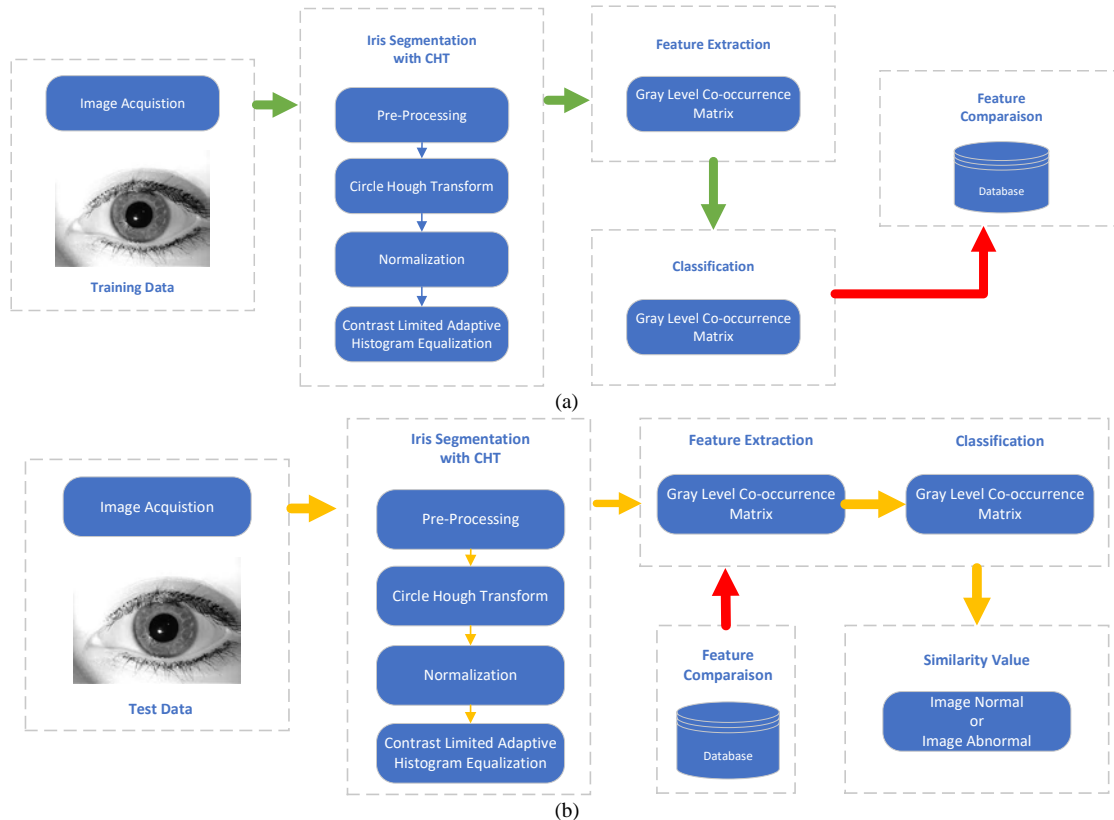 Image Acquistion
Training Data
Iris Segmentation
with CHT
Pre-Processing
Circle Hough Transform
Normalization
Contrast Limited Adaptive
Histogram Equalization
Feature Extraction
Gray Level Co-occurrence
Matrix
Classification
Gray Level Co-occurrence
Matrix
Feature
Comparaison
Database
(a)
Image Acquistion
Test Data
Iris Segmentation
with CHT
Pre-Processing
Circle Hough Transform
Normalization
Contrast Limited Adaptive
Histogram Equalization
Feature Extraction
Gray Level Co-occurrence
Matrix
Classification
Gray Level Co-occurrence
Matrix
Feature
Comparaison
Database
Similarity Value
Image Normal
or
Image Abnormal
(b)